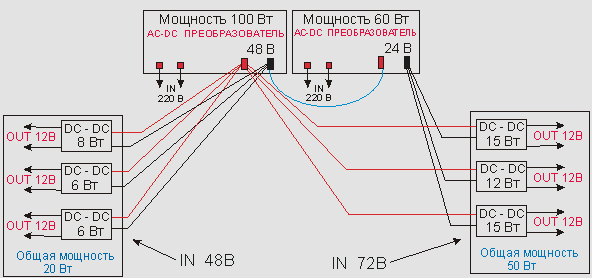 Мощность 100 Вт
AC-DC ПРЕОБРАЗОВАТЕЛЬ
48 В
IN
220 В
Мощность 60 Вт
AC-DC ПРЕОБРАЗОВАТЕЛЬ
24 В
IN
220 В
OUT 12В
DC - DC
8 Вт
OUT 12В
DC - DC
6 Вт
OUT 12В
DC - DC
6 Вт
Общая мощность
20 Вт
IN 48В
DC - DC
15 Вт
OUT 12В
DC - DC
12 Вт
OUT 12В
DC - DC
15 Вт
OUT 12В
Общая мощность
50 Вт
IN 72В